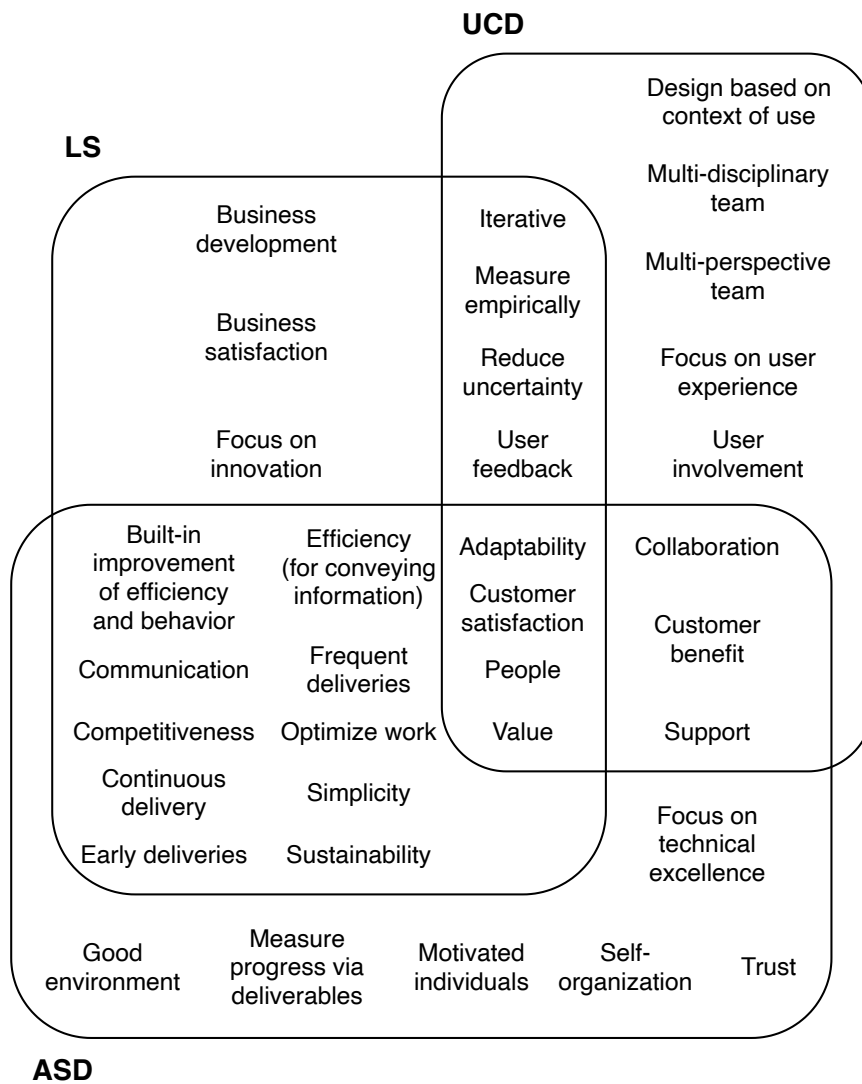 UCD
Design based on
context of use
LS
Multi-disciplinary
team
Business
development
Iterative
Multi-perspective
team
Measure
empirically
Business
satisfaction
Reduce
uncertainty
Focus on user
experience
Focus on
innovation
User
feedback
User
involvement
Built-in
improvement
of efficiency
and behavior
Efficiency
(for conveying
information)
Adaptability
Collaboration
Customer
satisfaction
Customer
benefit
Communication
Frequent
deliveries
People
Competitiveness
Optimize work
Value
Support
Continuous
delivery
Simplicity
Focus on
technical
excellence
Early deliveries
Sustainability
Good
environment
Measure
progress via
deliverables
Motivated
individuals
Self-
organization
Trust
ASD